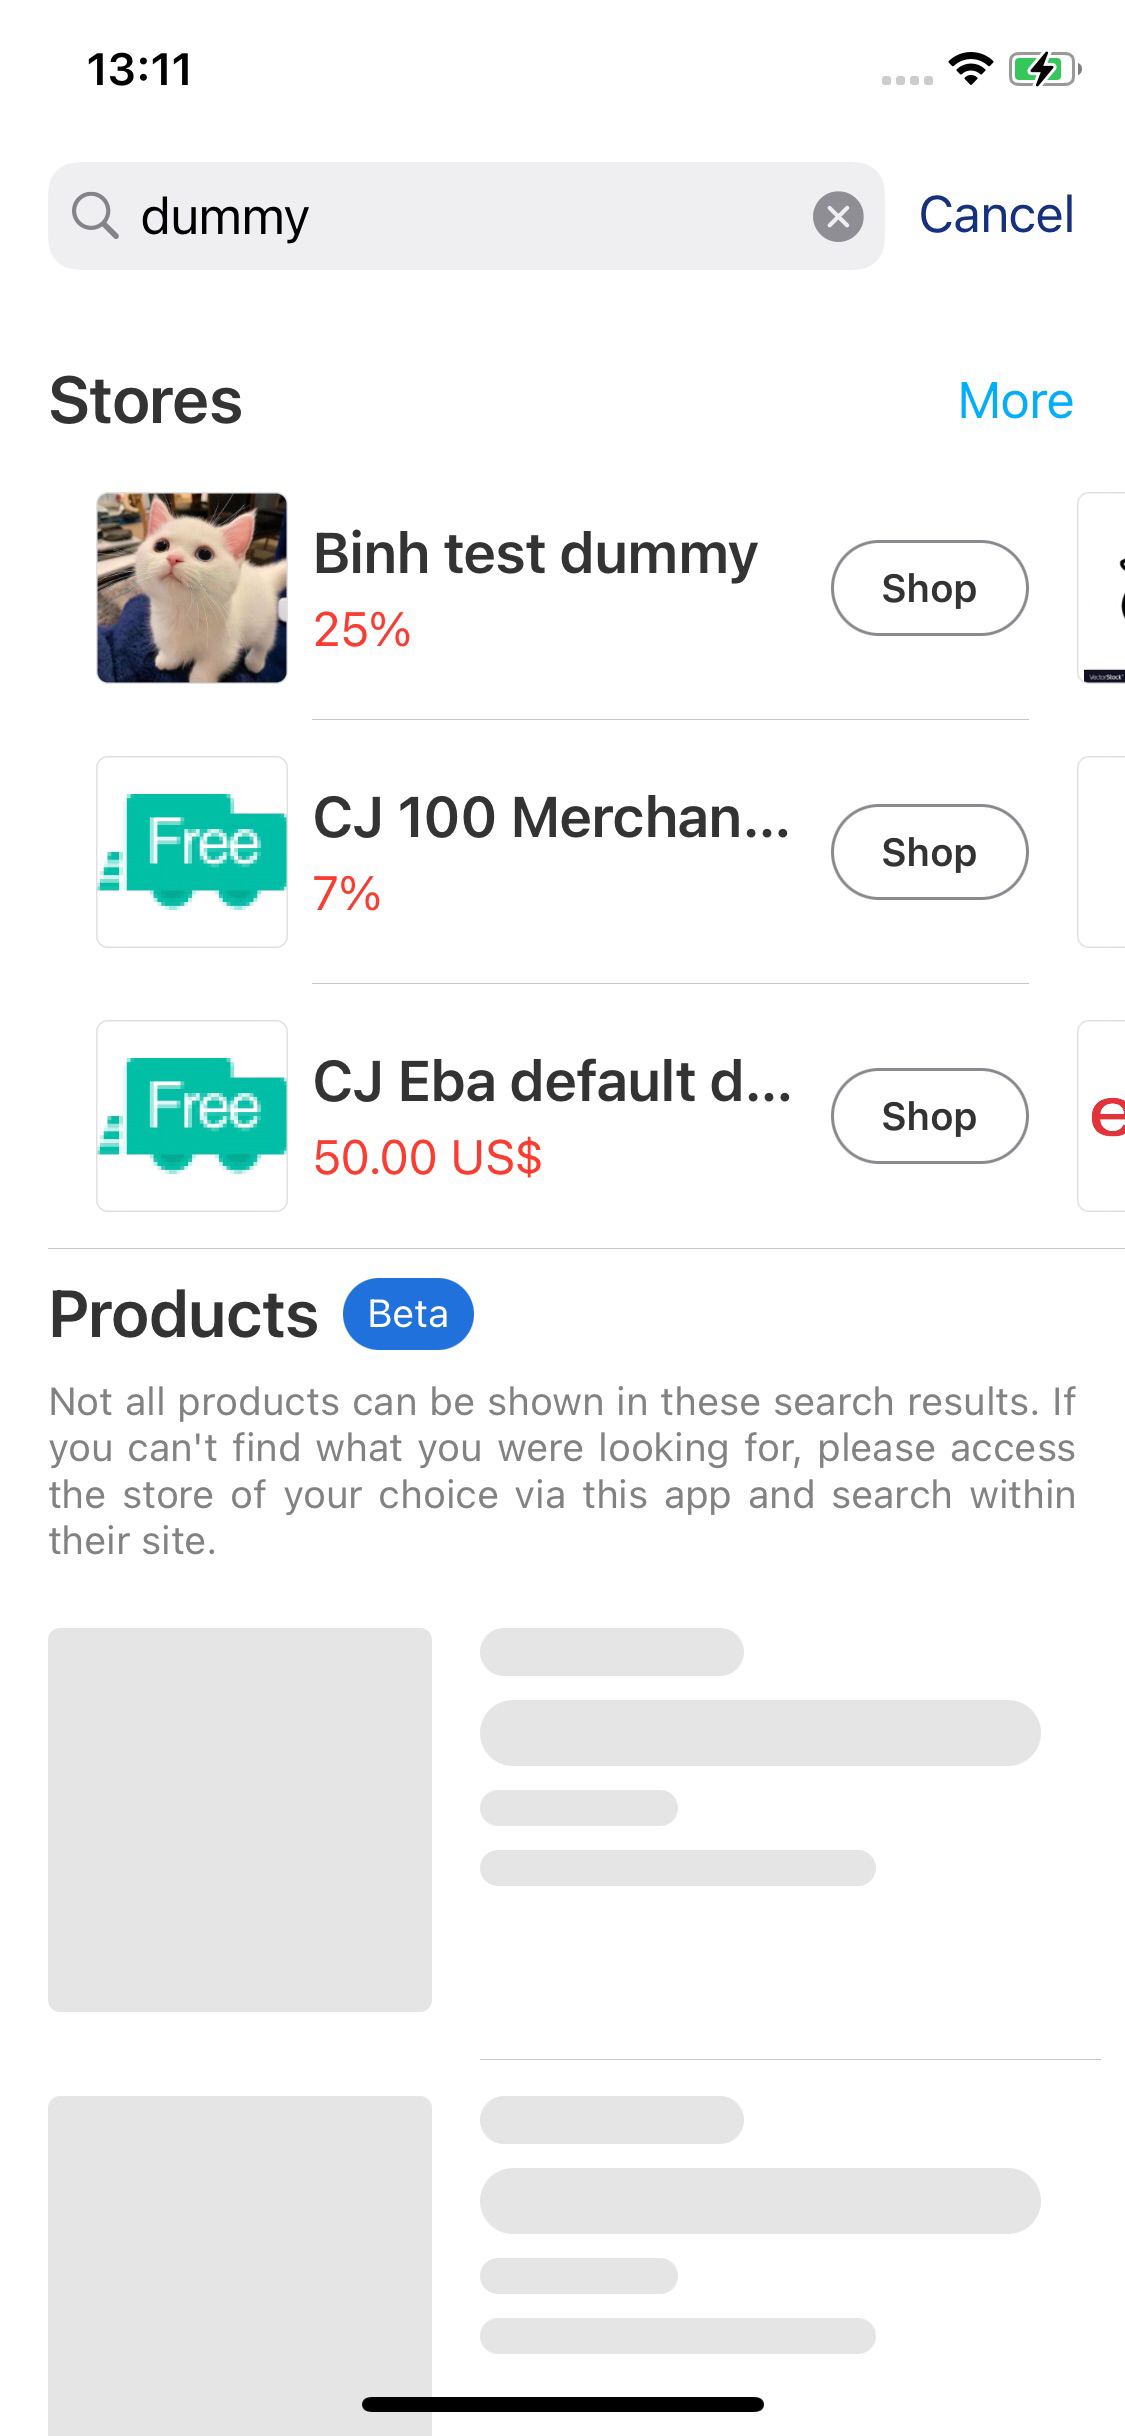 13:11
dummy
Cancel
Stores
More
Binh test dummy
25%
Shop
VectorStock
CJ 100 Merchan...
7%
Shop
Free
CJ Eba default d...
50.00 US$
Shop
Free
e
Products
Beta
Not all products can be shown in these search results. If
you can't find what you were looking for, please access
the store of your choice via this app and search within
their site.